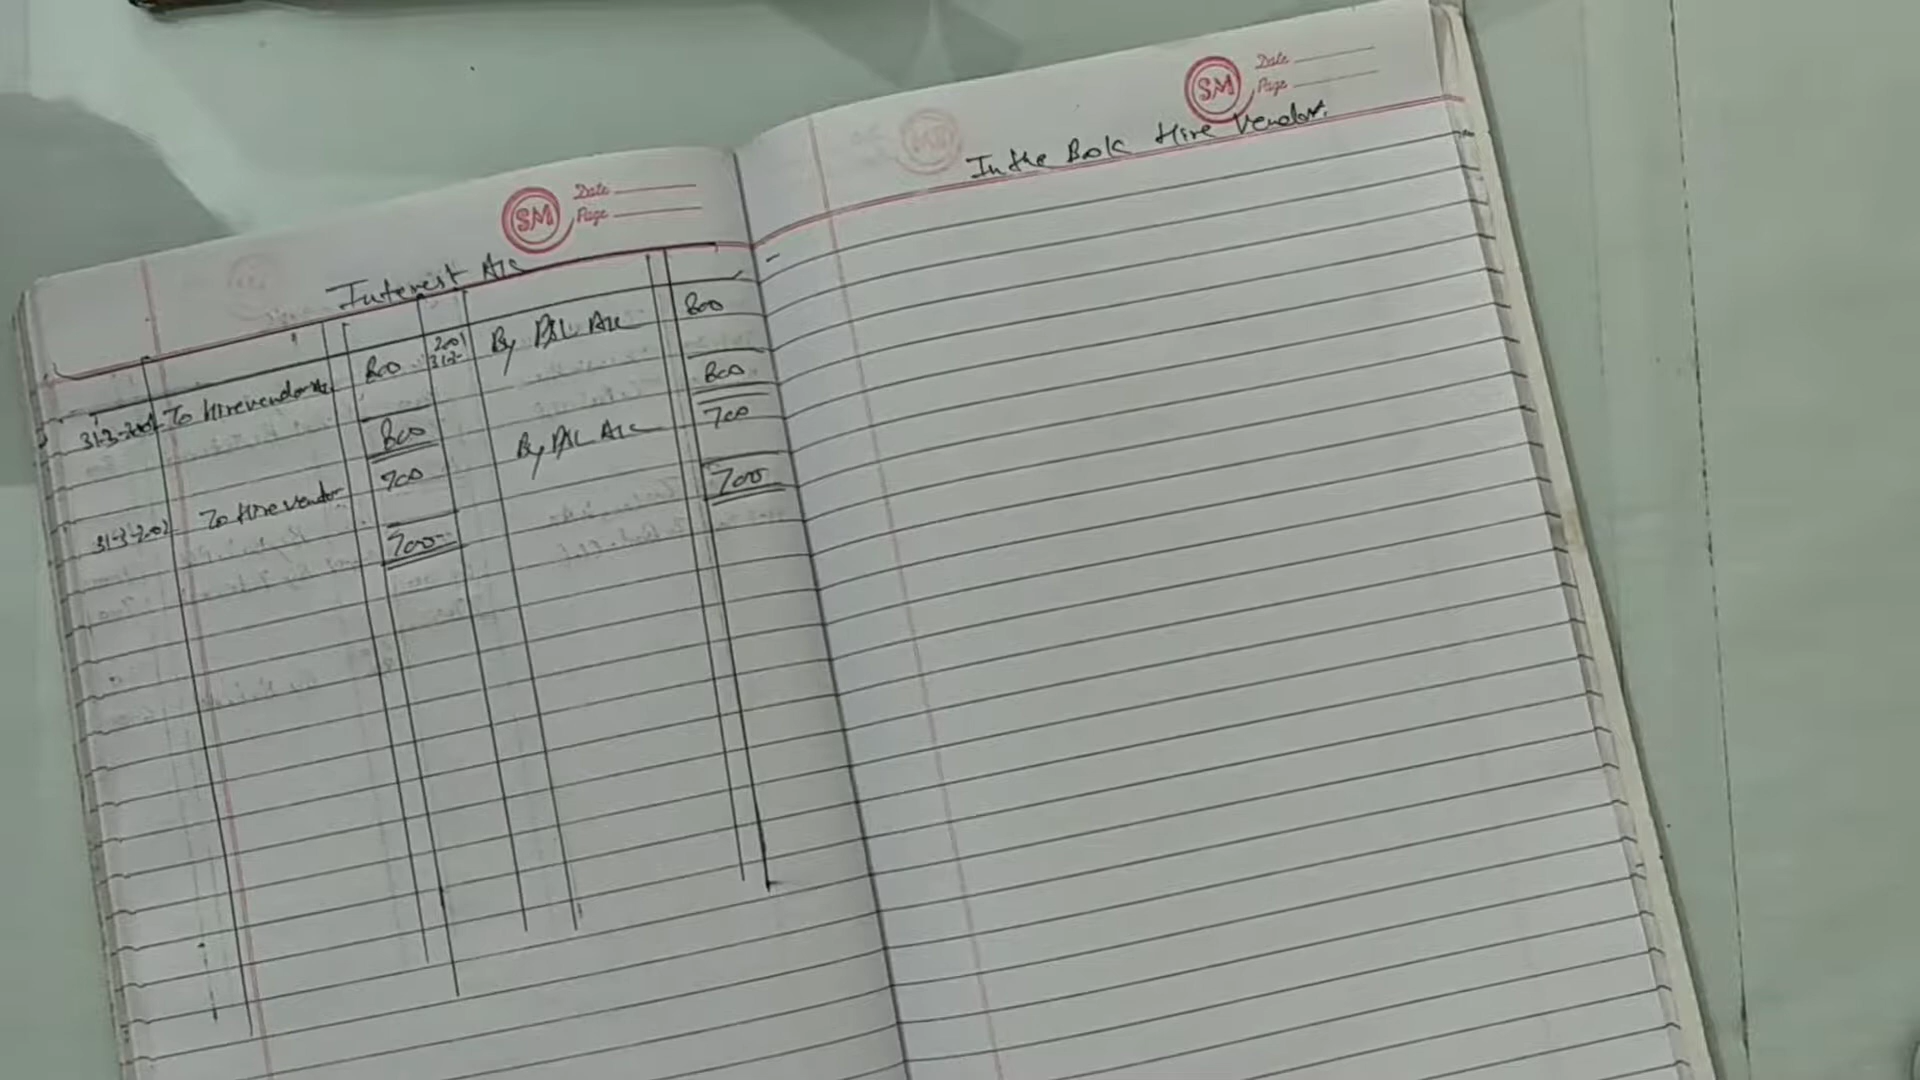 SM
Date
Page
Interest A/c
31-3-2001 To Hire vendor A/c 800 2001 31-3- By P&L A/c 800
800 800
31-3-2002 To Hire vendor 700 By P&L A/c 700
700 700
SM
Date
Page
In the Book Hire Vendor.